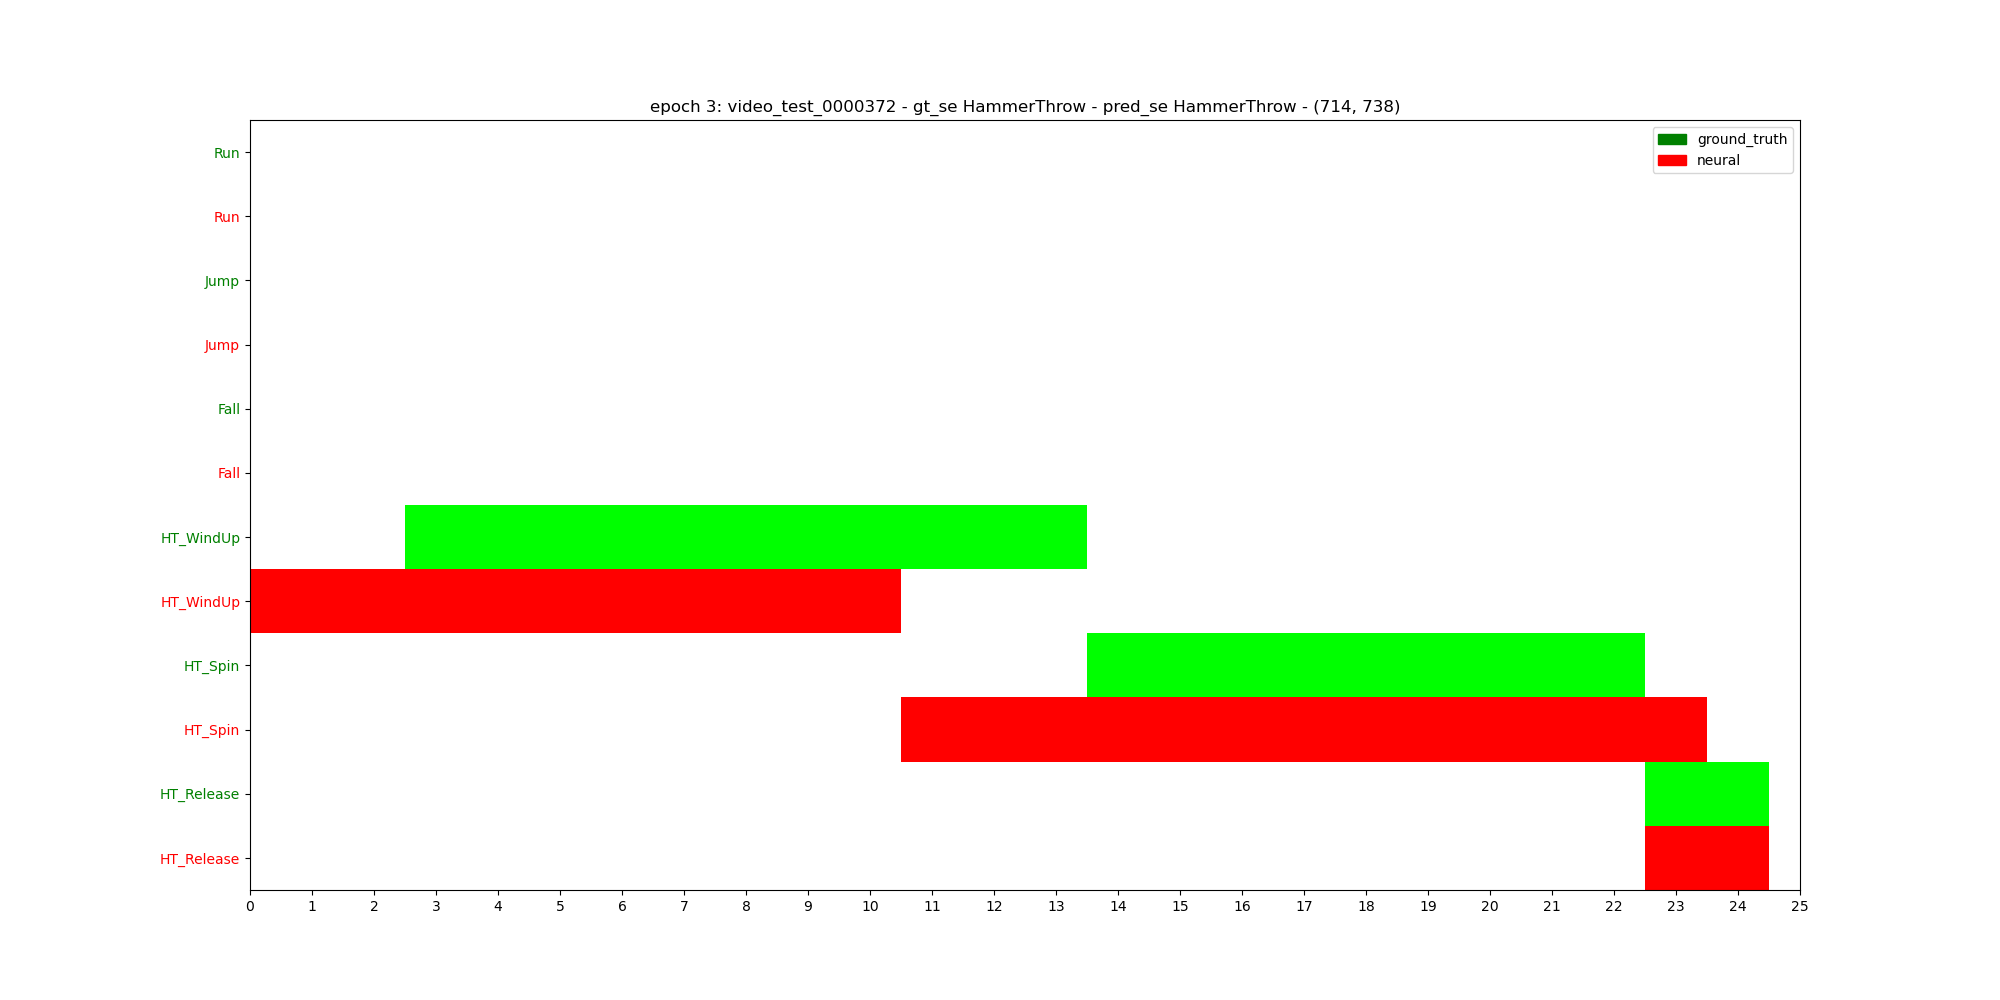 epoch 3: video_test_0000372 - gt_se HammerThrow - pred_se HammerThrow - (714, 738)
ground_truth
neural
Run
Run
Jump
Jump
Fall
Fall
HT_WindUp
HT_WindUp
HT_Spin
HT_Spin
HT_Release
HT_Release
0 1 2 3 4 5 6 7 8 9 10 11 12 13 14 15 16 17 18 19 20 21 22 23 24 25